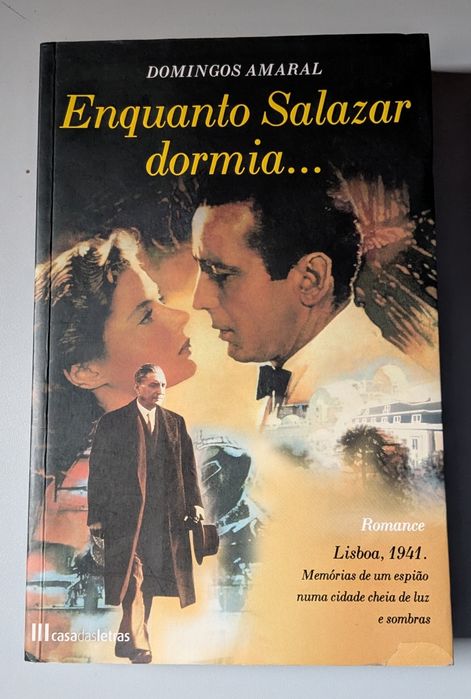 DOMINGOS AMARAL
Enquanto Salazar
dormia...
Romance
Lisboa, 1941.
Memórias de um espião
numa cidade cheia de luz
e sombras
casadasletras